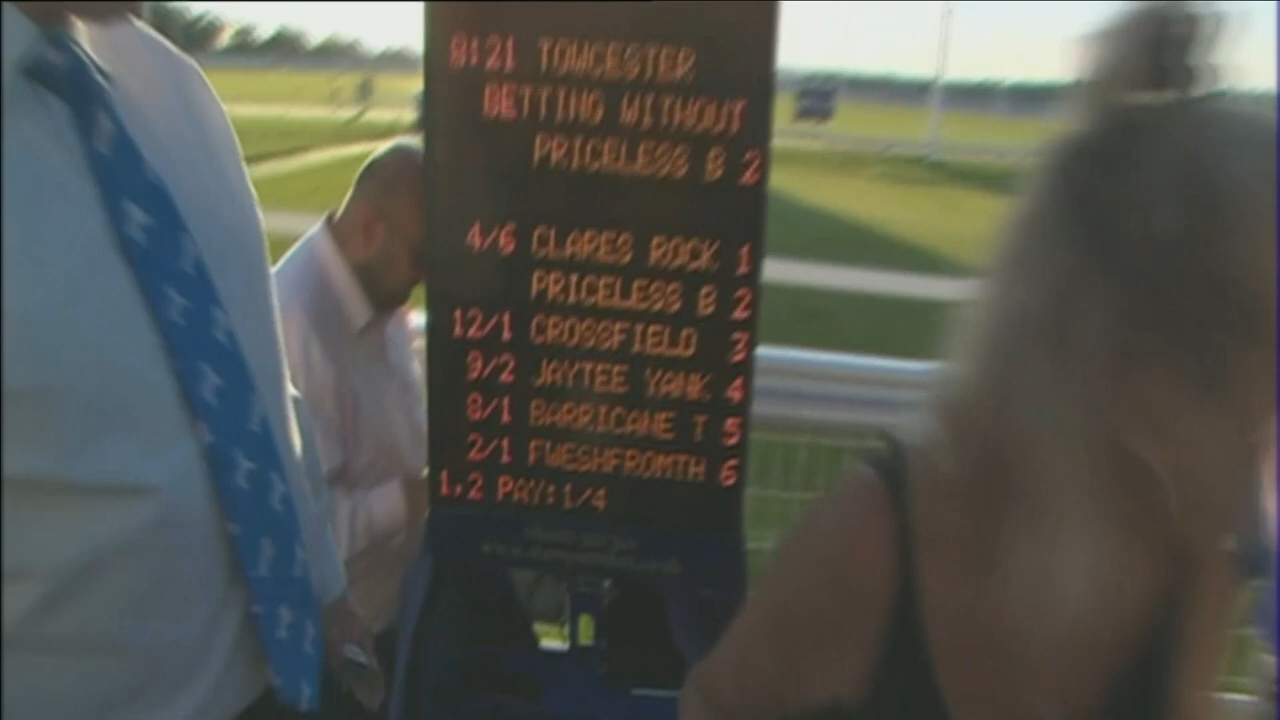 8:21 TOWCESTER
BETTING WITHOUT
PRICELESS B 2
4/6 CLARES ROCK 1
PRICELESS B 2
12/1 CROSSFIELD 3
9/2 JAYTEE YANK 4
8/1 BARRICANE T 5
2/1 FWESHFROMTH 6
1,2 PAY:1/4